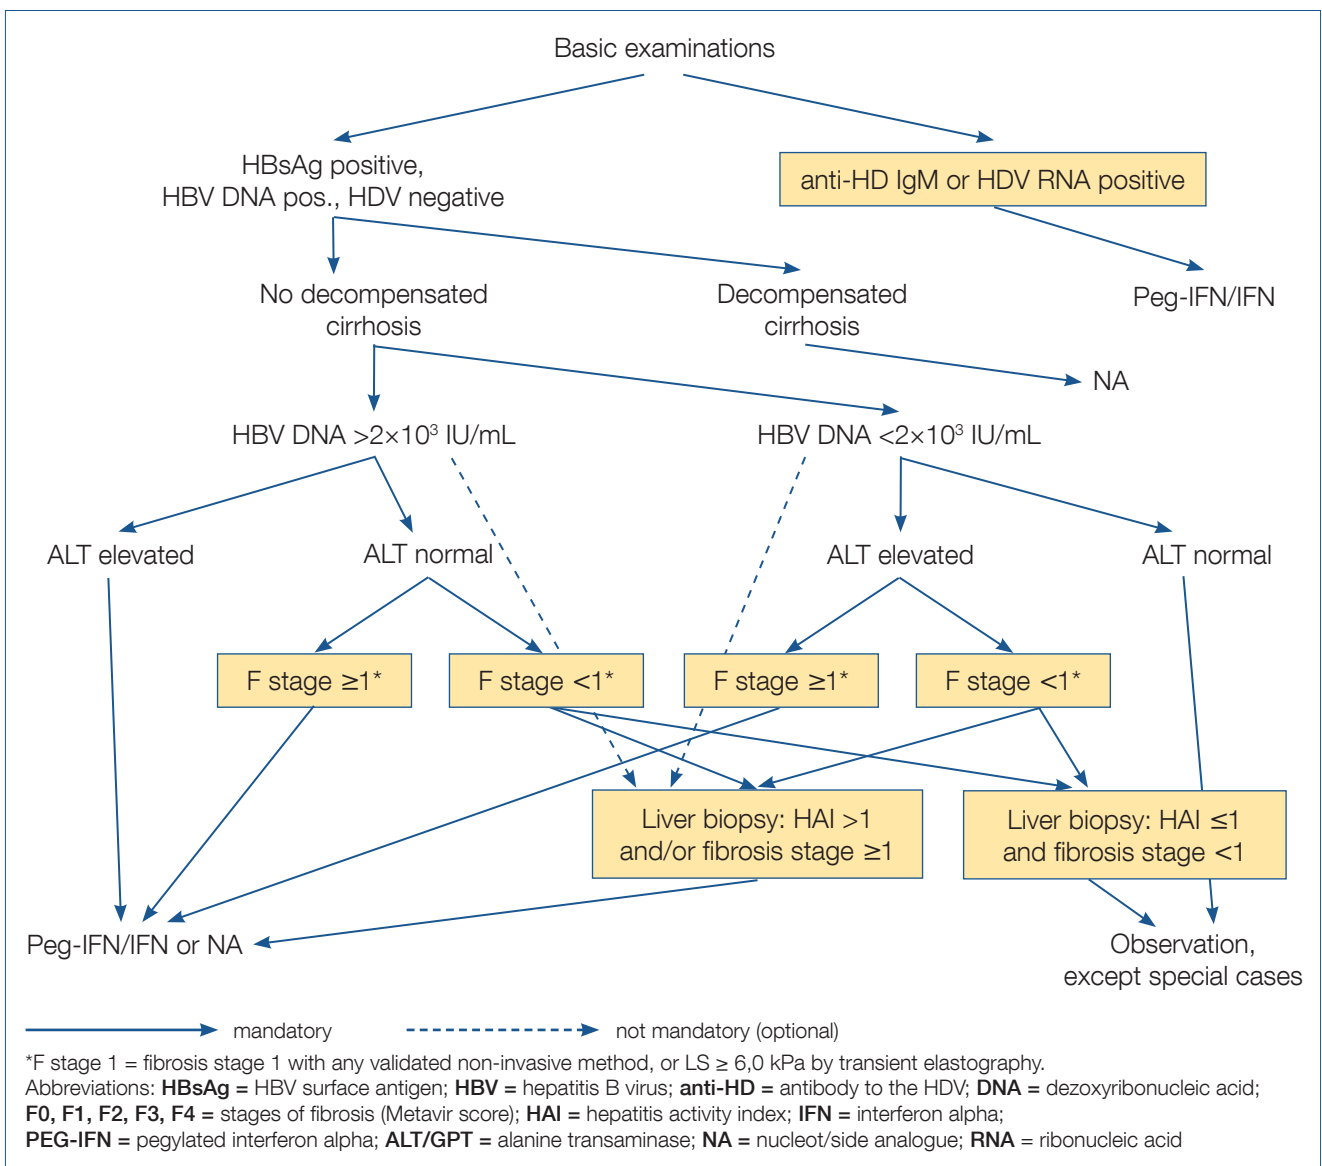 Basic examinations
HBsAg positive,
HBV DNA pos., HDV negative
anti-HD IgM or HDV RNA positive
No decompensated
cirrhosis
Decompensated
cirrhosis
Peg-IFN/IFN
NA
HBV DNA >2×10³ IU/mL
HBV DNA <2×10³ IU/mL
ALT elevated
ALT normal
ALT elevated
ALT normal
F stage ≥1*
F stage <1*
F stage ≥1*
F stage <1*
Liver biopsy: HAI >1
and/or fibrosis stage ≥1
Liver biopsy: HAI ≤1
and fibrosis stage <1
Peg-IFN/IFN or NA
Observation,
except special cases
mandatory
not mandatory (optional)
*F stage 1 = fibrosis stage 1 with any validated non-invasive method, or LS ≥ 6,0 kPa by transient elastography.
Abbreviations: HBsAg = HBV surface antigen; HBV = hepatitis B virus; anti-HD = antibody to the HDV; DNA = dezoxyribonucleic acid;
F0, F1, F2, F3, F4 = stages of fibrosis (Metavir score); HAI = hepatitis activity index; IFN = interferon alpha;
PEG-IFN = pegylated interferon alpha; ALT/GPT = alanine transaminase; NA = nucleot/side analogue; RNA = ribonucleic acid